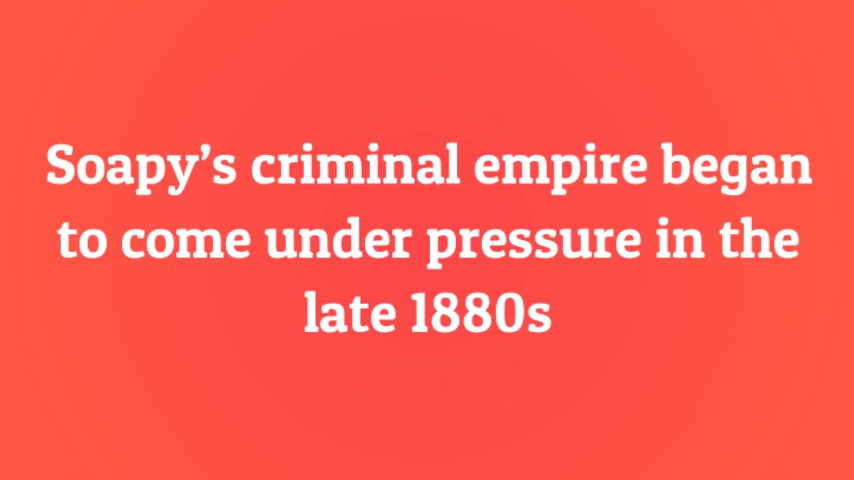 Soapy’s criminal empire began
to come under pressure in the
late 1880s